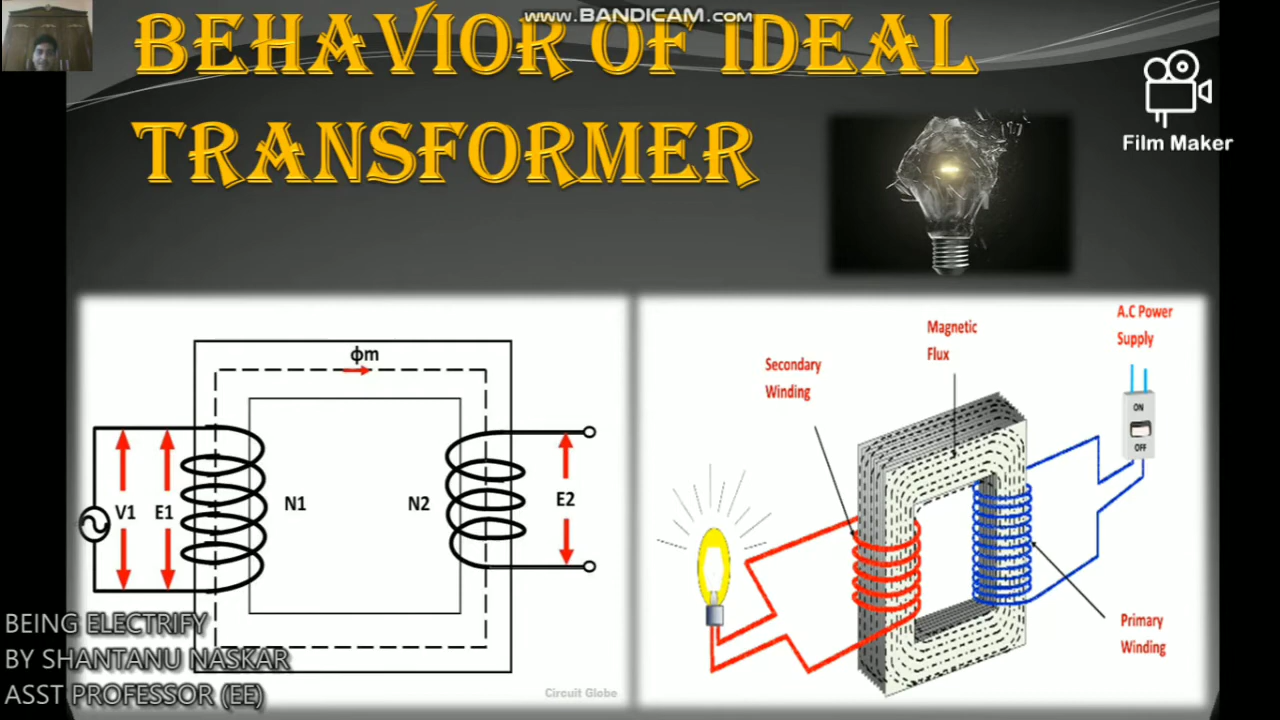 www.BANDICAM.com
BEHAVIOR OF IDEAL
TRANSFORMER
Film Maker
ϕm
V1
E1
N1
N2
E2
Circuit Globe
Magnetic
Flux
A.C Power
Supply
Secondary
Winding
ON
OFF
Primary
Winding
BEING ELECTRIFY
BY SHANTANU NASKAR
ASST PROFESSOR (EE)